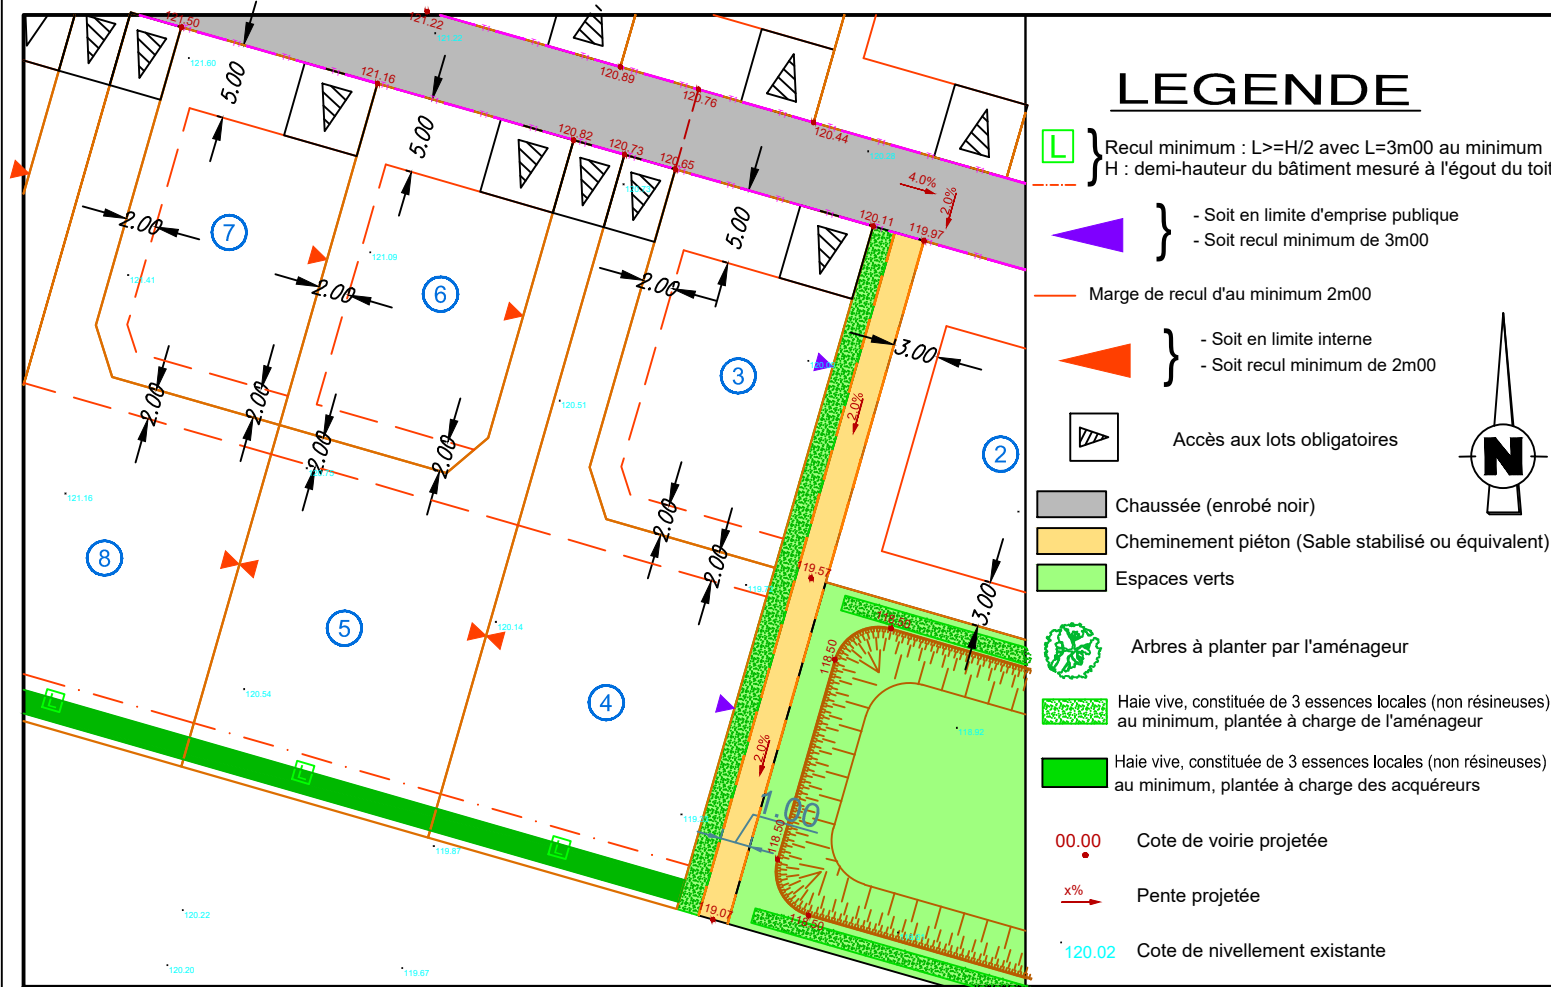 LEGENDE
L
Recul minimum : L>=H/2 avec L=3m00 au minimum
H : demi-hauteur du bâtiment mesuré à l'égout du toit
- Soit en limite d'emprise publique
- Soit recul minimum de 3m00
Marge de recul d'au minimum 2m00
- Soit en limite interne
- Soit recul minimum de 2m00
Accès aux lots obligatoires
N
Chaussée (enrobé noir)
Cheminement piéton (Sable stabilisé ou équivalent)
Espaces verts
Arbres à planter par l'aménageur
Haie vive, constituée de 3 essences locales (non résineuses)
au minimum, plantée à charge de l'aménageur
Haie vive, constituée de 3 essences locales (non résineuses)
au minimum, plantée à charge des acquéreurs
00.00 Cote de voirie projetée
x% Pente projetée
120.02 Cote de nivellement existante
121.50
121.22
121.60
5.00
121.16
120.89
120.76
120.44
5.00
120.82
120.73
120.65
4.0%
2.0%
5.00
120.11
119.97
2.00
7
121.41
121.09
2.00
6
2.00
3
3.00
2
2.0%
120.51
2.00
2.00
2.00
2.00
2.00
2.00
121.16
8
5
120.14
119.57
3.00
118.50
118.50
120.54
4
118.92
2.0%
1.00
118.50
118.50
119.07
L
L
L
119.87
120.22
120.20
119.67